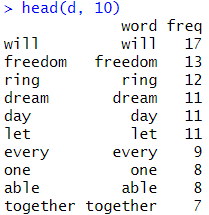 > head(d, 10)
word freq
will will 17
freedom freedom 13
ring ring 12
dream dream 11
day day 11
let let 11
every every 9
one one 8
able able 8
together together 7